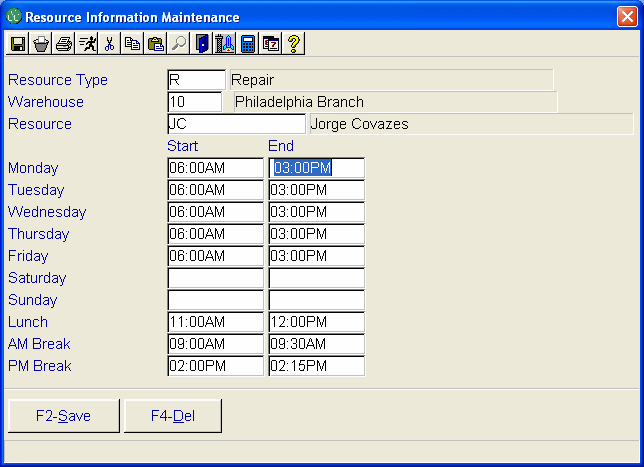 Resource Information Maintenance
Resource Type R Repair
Warehouse 10 Philadelphia Branch
Resource JC Jorge Covazes
Start End
Monday 06:00AM 03:00PM
Tuesday 06:00AM 03:00PM
Wednesday 06:00AM 03:00PM
Thursday 06:00AM 03:00PM
Friday 06:00AM 03:00PM
Saturday
Sunday
Lunch 11:00AM 12:00PM
AM Break 09:00AM 09:30AM
PM Break 02:00PM 02:15PM
F2-Save F4-Del